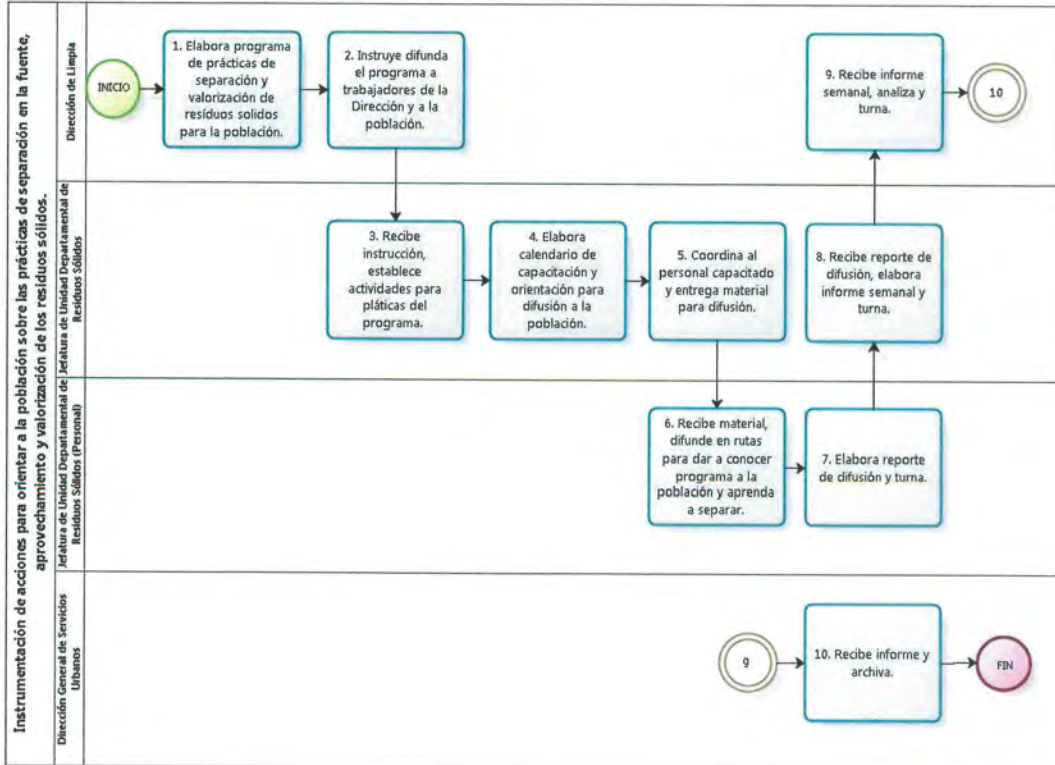 Instrumentación de acciones para orientar a la población sobre las prácticas de separación en la fuente,
aprovechamiento y valorización de los residuos sólidos.
Dirección de Limpia
INICIO
1. Elabora programa
de prácticas de
separación y
valorización de
resíduos solidos
para la población.
2. Instruye difunda
el programa a
trabajadores de la
Dirección y a la
población.
9. Recibe informe
semanal, analiza y
turna.
10
Jefatura de Unidad Departamental de
Residuos Sólidos
3. Recibe
instrucción,
establece
actividades para
pláticas del
programa.
4. Elabora
calendario de
capacitación y
orientación para
difusión a la
población.
5. Coordina al
personal capacitado
y entrega material
para difusión.
8. Recibe reporte
de difusión, elabora
informe semanal y
turna.
Jefatura de Unidad Departamental de
Residuos Sólidos (Personal)
6. Recibe material,
difunde en rutas
para dar a conocer
programa a la
población y aprenda
a separar.
7. Elabora reporte
de difusión y turna.
Dirección General de Servicios
Urbanos
9
10. Recibe informe y
archiva.
FIN